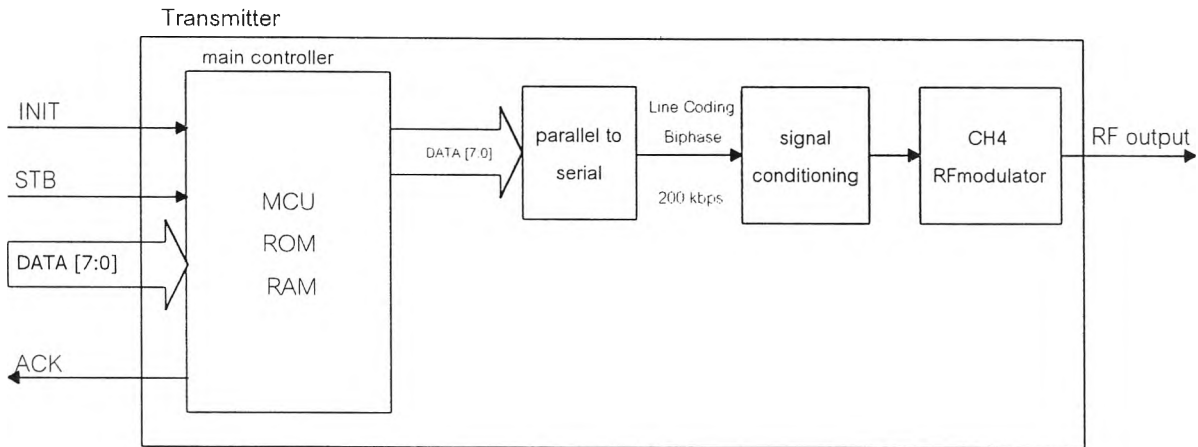 Transmitter
main controller
INIT
STB
DATA [7:0]
ACK
MCU
ROM
RAM
DATA [7:0]
parallel to
serial
Line Coding
Biphase
200 kbps
signal
conditioning
CH4
RFmodulator
RF output